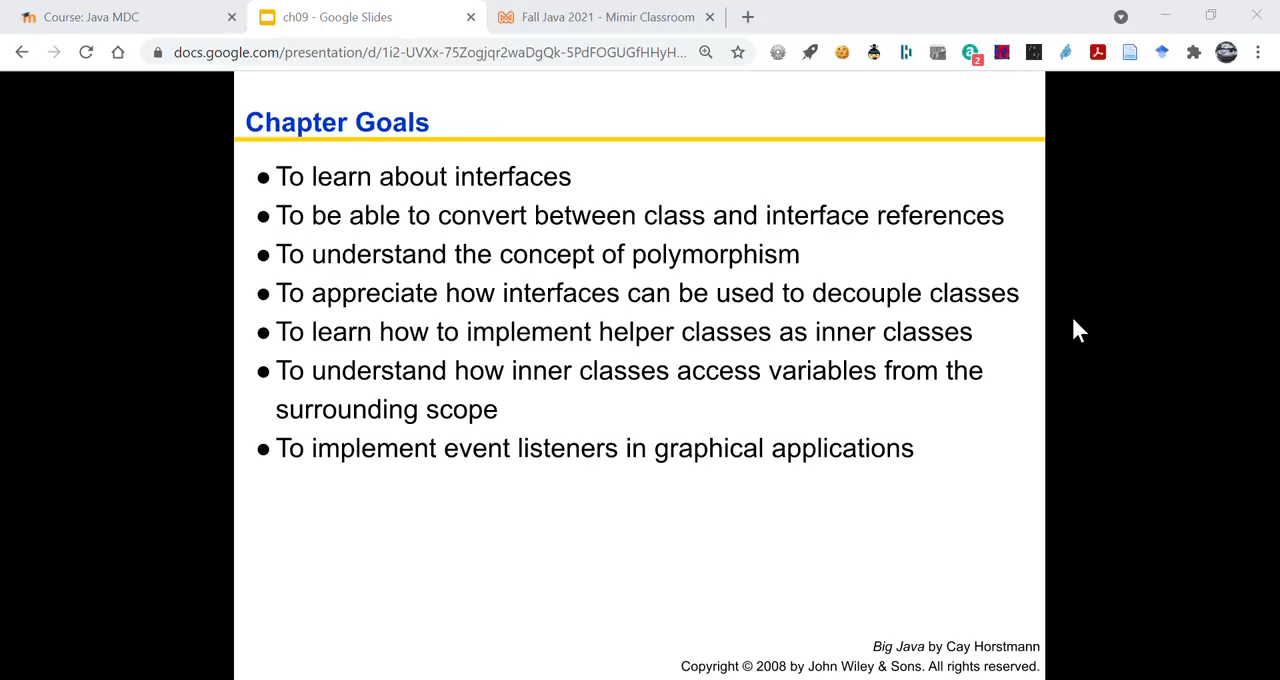 Course: Java MDC
ch09 - Google Slides
Fall Java 2021 - Mimir Classroom
docs.google.com/presentation/d/1i2-UVXx-75Zogjqr2waDgQk-5PdFOGUGfHHyH...
2
Chapter Goals
● To learn about interfaces
● To be able to convert between class and interface references
● To understand the concept of polymorphism
● To appreciate how interfaces can be used to decouple classes
● To learn how to implement helper classes as inner classes
● To understand how inner classes access variables from the
surrounding scope
● To implement event listeners in graphical applications
Big Java by Cay Horstmann
Copyright © 2008 by John Wiley & Sons. All rights reserved.